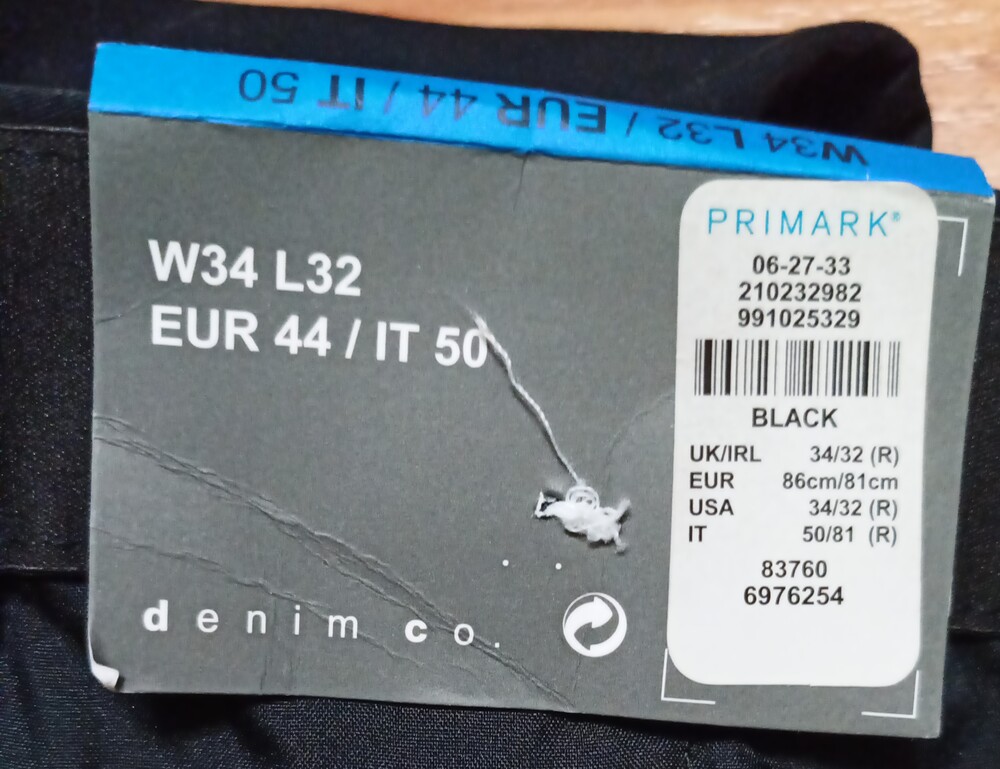 W34 L32 / EUR 44 / IT 50
W34 L32
EUR 44 / IT 50
denim co.
PRIMARK®
06-27-33
210232982
991025329
BLACK
UK/IRL 34/32 (R)
EUR 86cm/81cm
USA 34/32 (R)
IT 50/81 (R)
83760
6976254